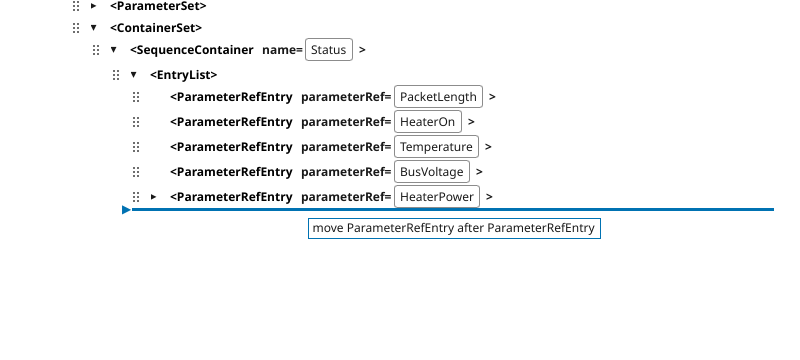 <ParameterSet>
<ContainerSet>
<SequenceContainer name= Status >
<EntryList>
<ParameterRefEntry parameterRef= PacketLength >
<ParameterRefEntry parameterRef= HeaterOn >
<ParameterRefEntry parameterRef= Temperature >
<ParameterRefEntry parameterRef= BusVoltage >
<ParameterRefEntry parameterRef= HeaterPower >
move ParameterRefEntry after ParameterRefEntry